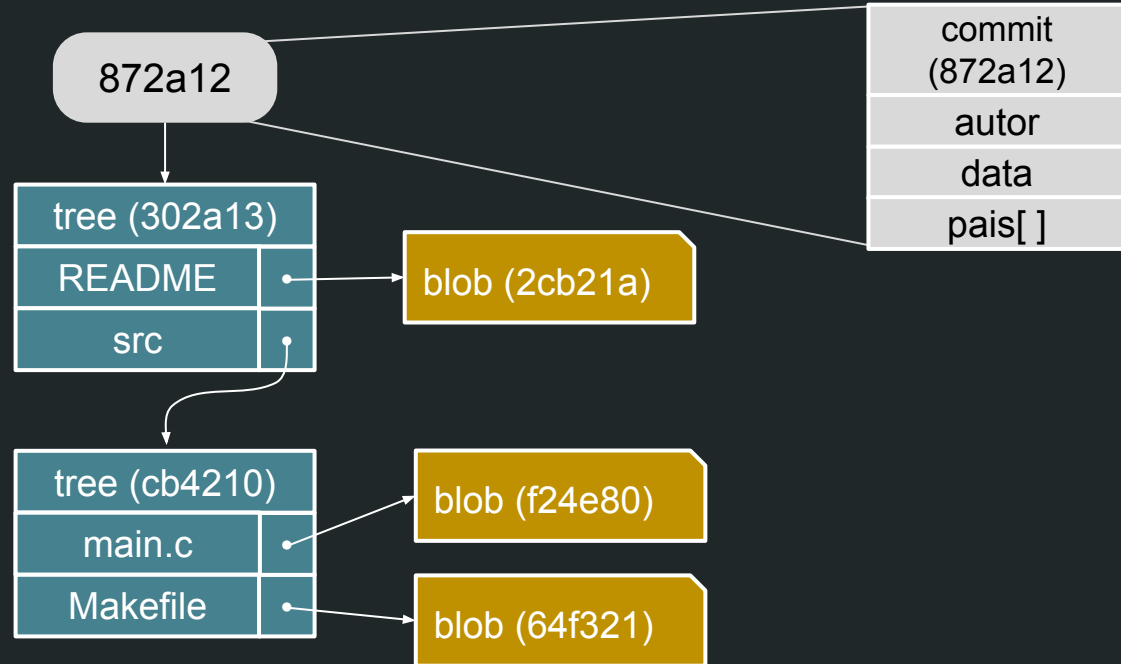 872a12
commit
(872a12)
autor
data
pais[ ]
tree (302a13)
README
src
blob (2cb21a)
tree (cb4210)
main.c
Makefile
blob (f24e80)
blob (64f321)